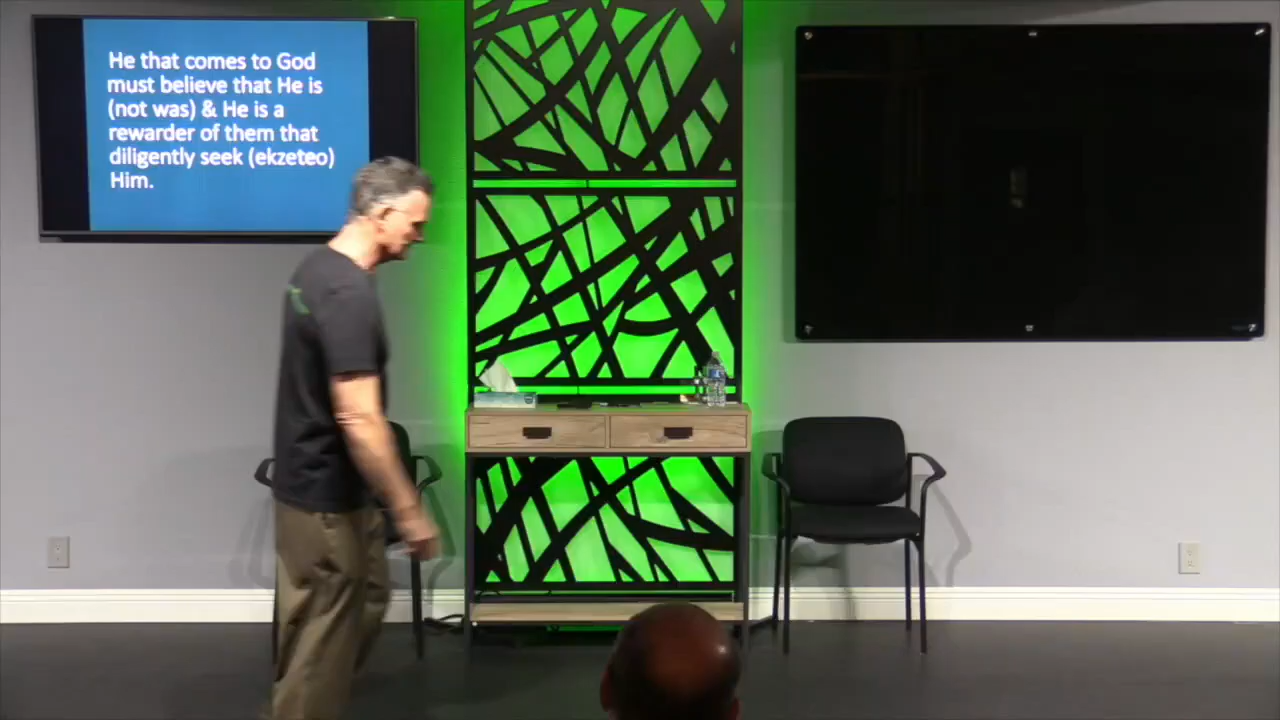 He that comes to God
must believe that He is
(not was) & He is a
rewarder of them that
diligently seek (ekzeteo)
Him.